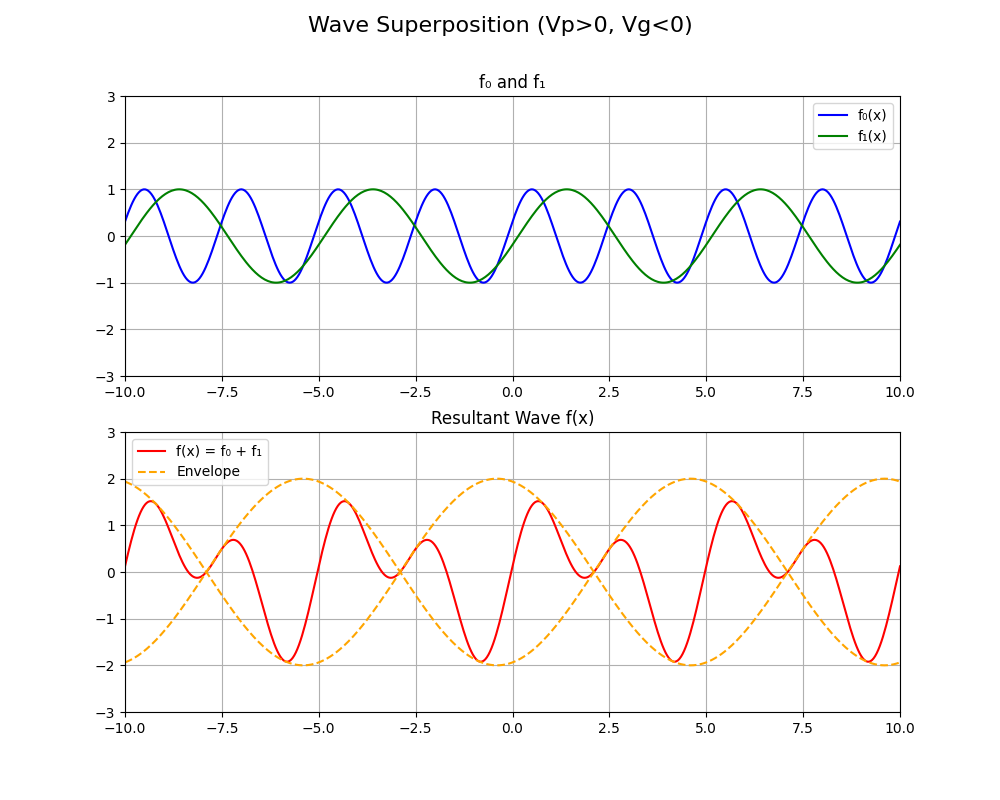 Wave Superposition (Vp>0, Vg<0)
f₀ and f₁
3
2
1
0
−1
−2
−3
f₀(x)
f₁(x)
−10.0 −7.5 −5.0 −2.5 0.0 2.5 5.0 7.5 10.0
Resultant Wave f(x)
3
2
1
0
−1
−2
−3
f(x) = f₀ + f₁
Envelope
−10.0 −7.5 −5.0 −2.5 0.0 2.5 5.0 7.5 10.0